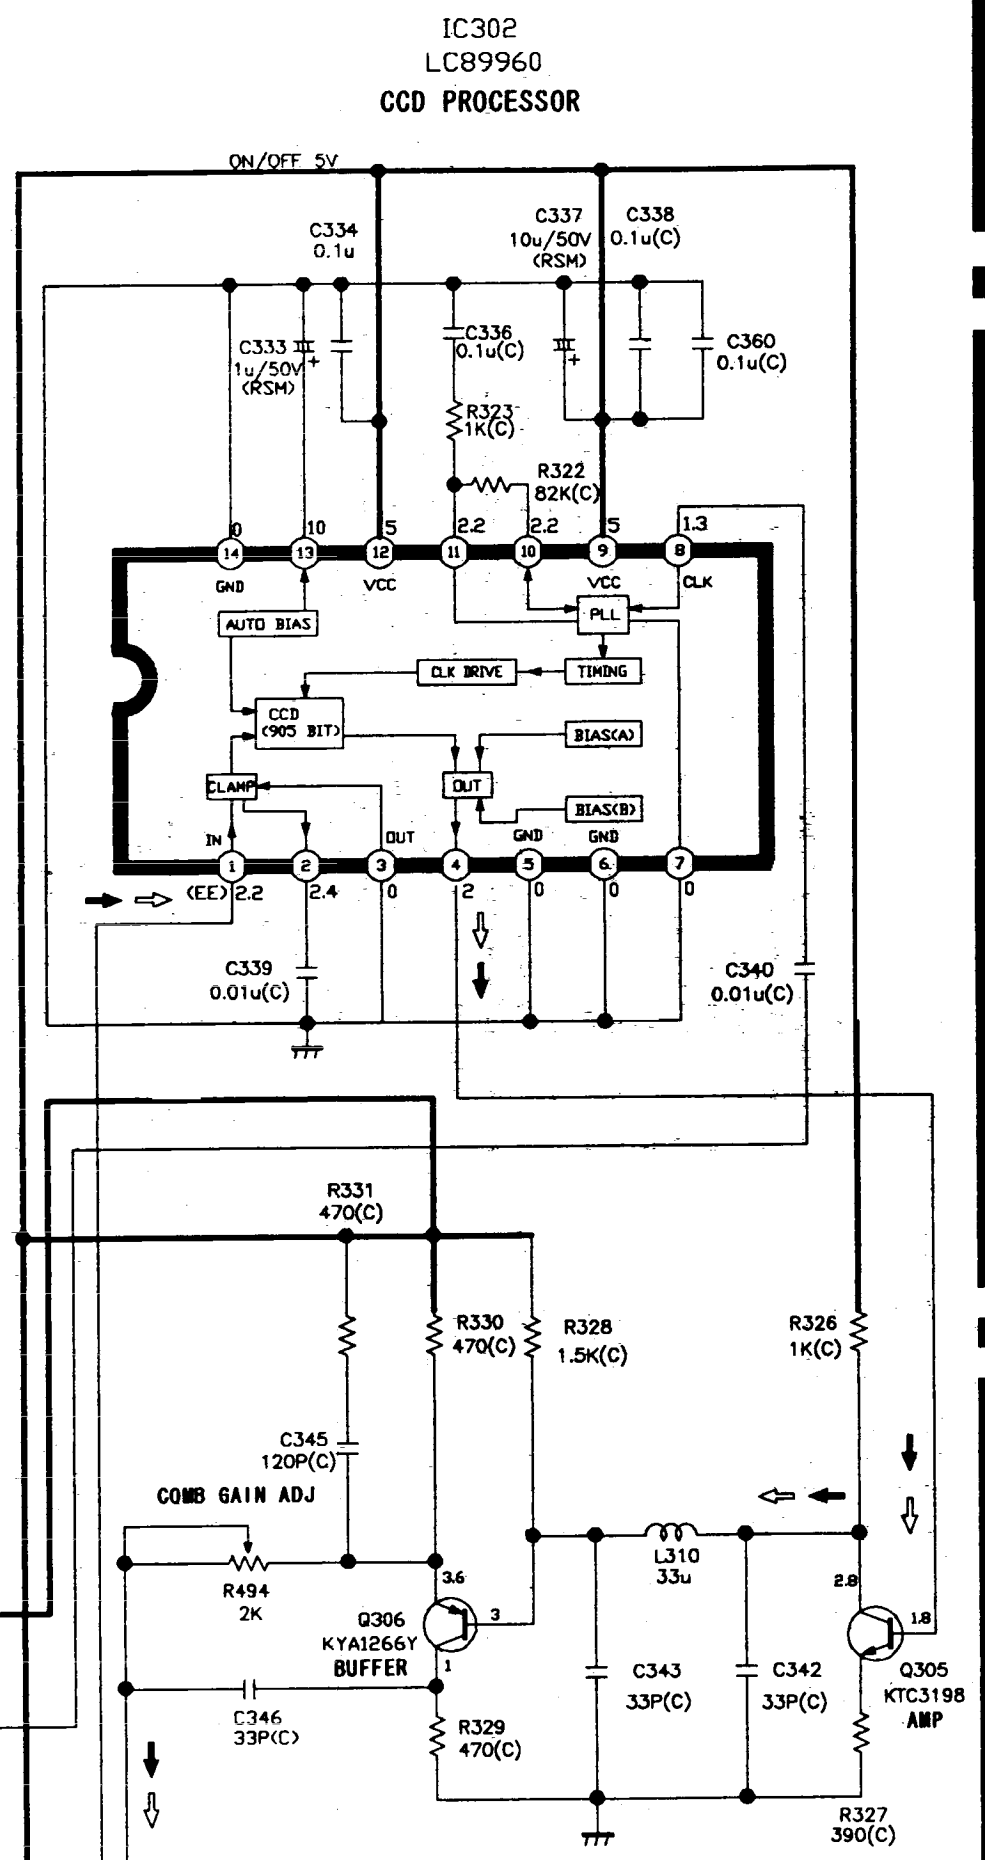 IC302
LC89960
CCD PROCESSOR
ON/OFF 5V
C334
0.1u
C337
10u/50V
(RSM)
C338
0.1u(C)
C333
1u/50V
(RSM)
+
C336
0.1u(C)
+
C360
0.1u(C)
R323
1K(C)
R322
82K(C)
0
10
5
2.2
2.2
5
1.3
14
13
12
11
10
9
8
GND
VCC
VCC
CLK
AUTO BIAS
PLL
CLK DRIVE
TIMING
CCD
(905 BIT)
BIAS(A)
CLAMP
OUT
BIAS(B)
IN
OUT
GND
GND
1
2
3
4
5
6
7
(EE)
2.2
2.4
0
2
0
0
0
C339
0.01u(C)
C340
0.01u(C)
R331
470(C)
R330
470(C)
R328
1.5K(C)
R326
1K(C)
C345
120P(C)
COMB GAIN ADJ
R494
2K
L310
33u
3.6
2.8
Q306
KYA1266Y
BUFFER
3
1.8
1
C343
33P(C)
C342
33P(C)
Q305
KTC3198
AMP
C346
33P(C)
R329
470(C)
R327
390(C)